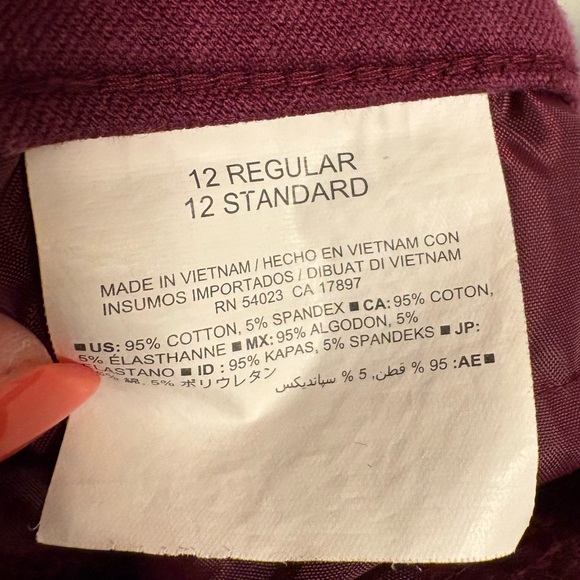 12 REGULAR
12 STANDARD
MADE IN VIETNAM / HECHO EN VIETNAM CON
INSUMOS IMPORTADOS / DIBUAT DI VIETNAM
RN 54023 CA 17897
■US: 95% COTTON, 5% SPANDEX ■CA: 95% COTON,
5% ÉLASTHANNE ■MX: 95% ALGODON, 5%
ELASTANO ■ID : 95% KAPAS, 5% SPANDEKS ■JP:
綿, 5% ポリウレタン
■AE: 95 % قطن, 5 % سپانديكس